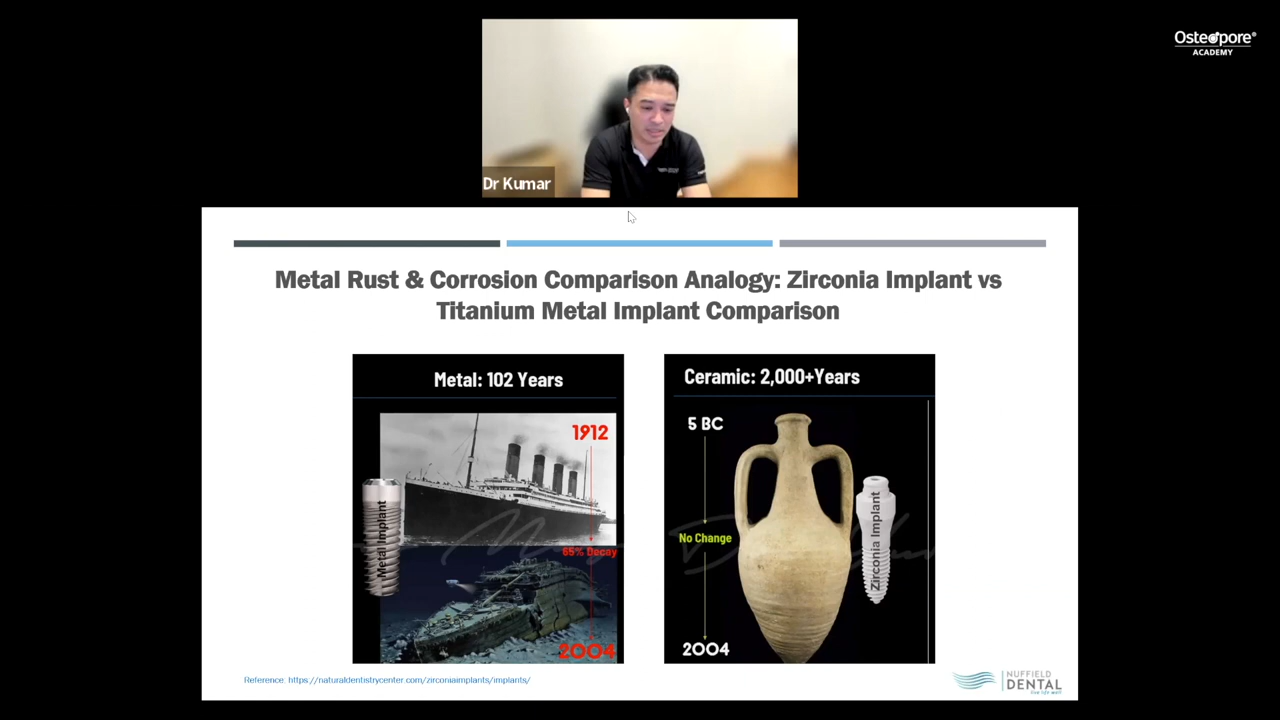 Osteopore®
ACADEMY
Dr Kumar
Metal Rust & Corrosion Comparison Analogy: Zirconia Implant vs
Titanium Metal Implant Comparison
Metal: 102 Years
1912
Metal Implant
65% Decay
2004
Ceramic: 2,000+Years
5 BC
No Change
Zirconia Implant
2004
Reference: https://naturaldentistrycenter.com/zirconiaimplants/implants/
NUFFIELD
DENTAL